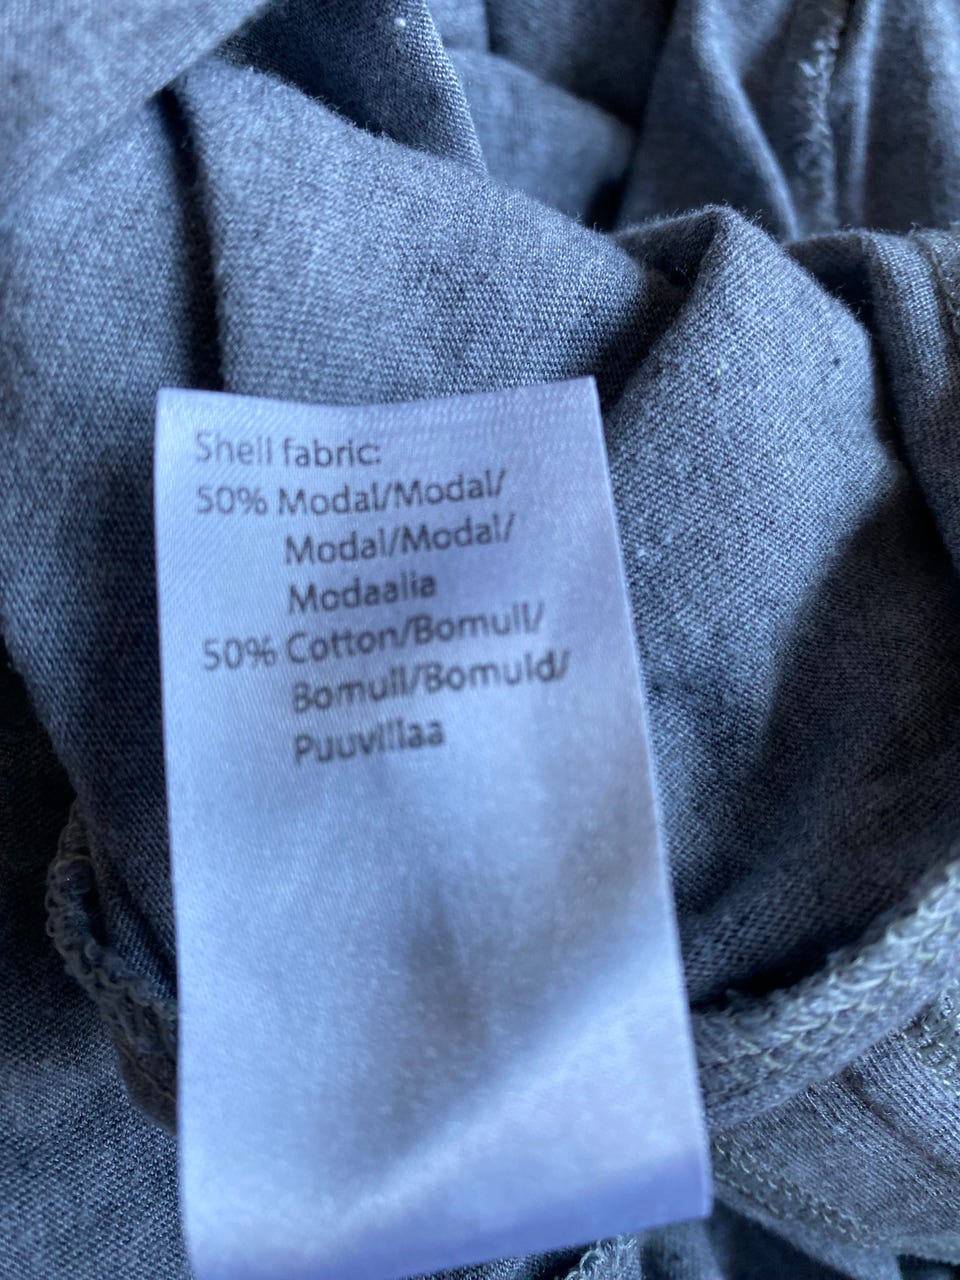 Shell fabric:
50% Modal/Modal/
Modal/Modal/
Modaalia
50% Cotton/Bomull/
Bomull/Bomuld/
Puuvillaa